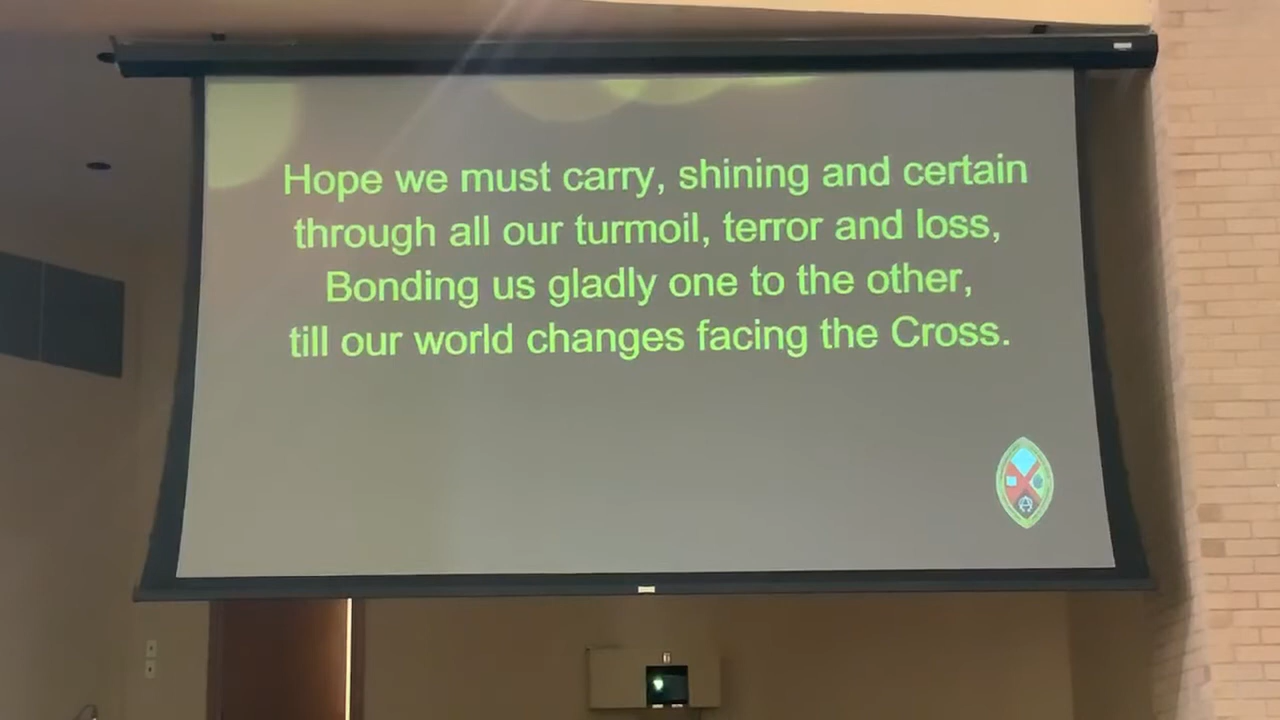 Hope we must carry, shining and certain
through all our turmoil, terror and loss,
Bonding us gladly one to the other,
till our world changes facing the Cross.